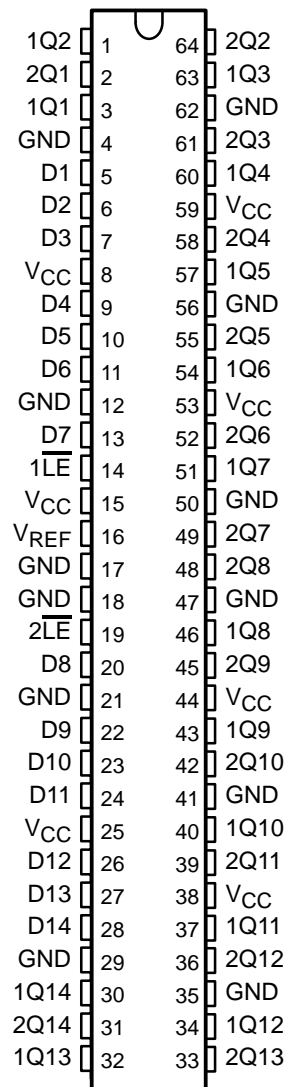 1Q2 1 64 2Q2
2Q1 2 63 1Q3
1Q1 3 62 GND
GND 4 61 2Q3
D1 5 60 1Q4
D2 6 59 VCC
D3 7 58 2Q4
VCC 8 57 1Q5
D4 9 56 GND
D5 10 55 2Q5
D6 11 54 1Q6
GND 12 53 VCC
D7 13 52 2Q6
1L̅E̅ 14 51 1Q7
VCC 15 50 GND
VREF 16 49 2Q7
GND 17 48 2Q8
GND 18 47 GND
2L̅E̅ 19 46 1Q8
D8 20 45 2Q9
GND 21 44 VCC
D9 22 43 1Q9
D10 23 42 2Q10
D11 24 41 GND
VCC 25 40 1Q10
D12 26 39 2Q11
D13 27 38 VCC
D14 28 37 1Q11
GND 29 36 2Q12
1Q14 30 35 GND
2Q14 31 34 1Q12
1Q13 32 33 2Q13